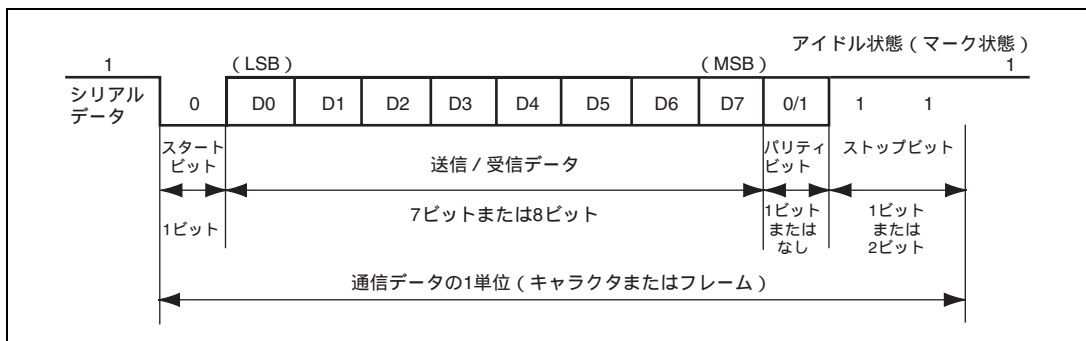 アイドル状態(マーク状態)
1 (LSB) (MSB) 1
シリアル
データ
0 D0 D1 D2 D3 D4 D5 D6 D7 0/1 1 1
スタート
ビット
送信 / 受信データ
パリティ
ビット
ストップビット
1ビット
7ビットまたは8ビット
1ビット
または
なし
1ビット
または
2ビット
通信データの1単位(キャラクタまたはフレーム)